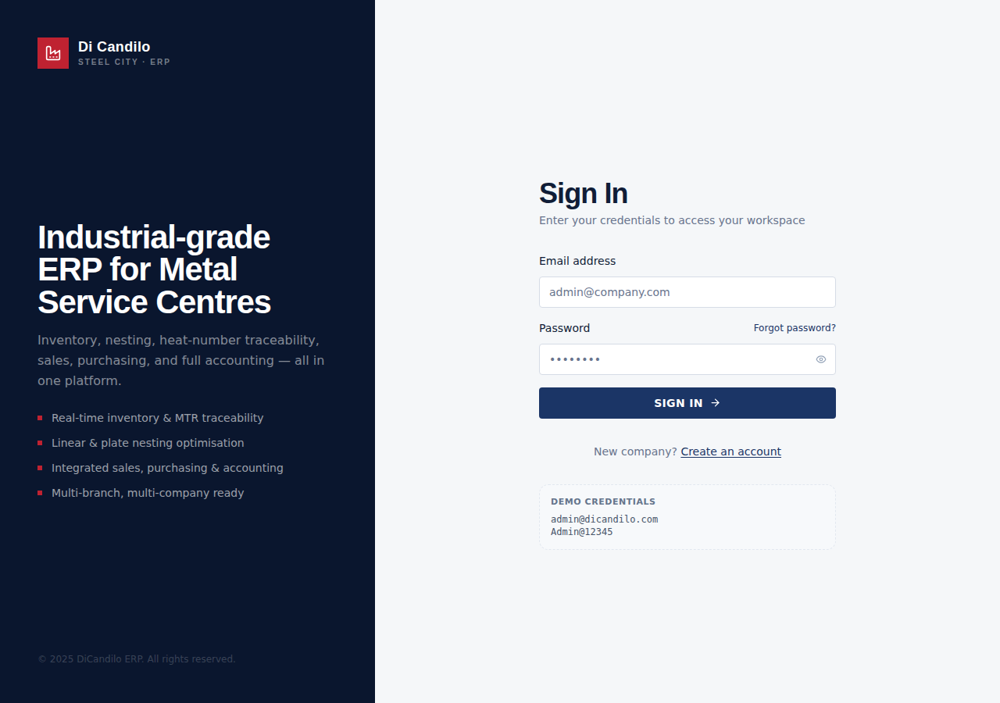 Di Candilo
STEEL CITY · ERP
Industrial-grade
ERP for Metal
Service Centres
Inventory, nesting, heat-number traceability,
sales, purchasing, and full accounting — all in
one platform.
Real-time inventory & MTR traceability
Linear & plate nesting optimisation
Integrated sales, purchasing & accounting
Multi-branch, multi-company ready
© 2025 DiCandilo ERP. All rights reserved.
Sign In
Enter your credentials to access your workspace
Email address
admin@company.com
Password Forgot password?
••••••••
SIGN IN →
New company? Create an account
DEMO CREDENTIALS
admin@dicandilo.com
Admin@12345